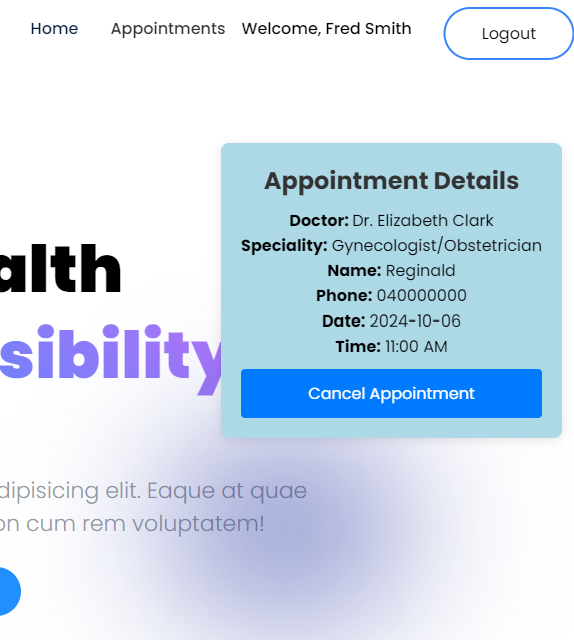 Home Appointments Welcome, Fred Smith Logout
Appointment Details
Doctor: Dr. Elizabeth Clark
Speciality: Gynecologist/Obstetrician
Name: Reginald
Phone: 040000000
Date: 2024-10-06
Time: 11:00 AM
Cancel Appointment
alth
sibility
dipisicing elit. Eaque at quae
on cum rem voluptatem!